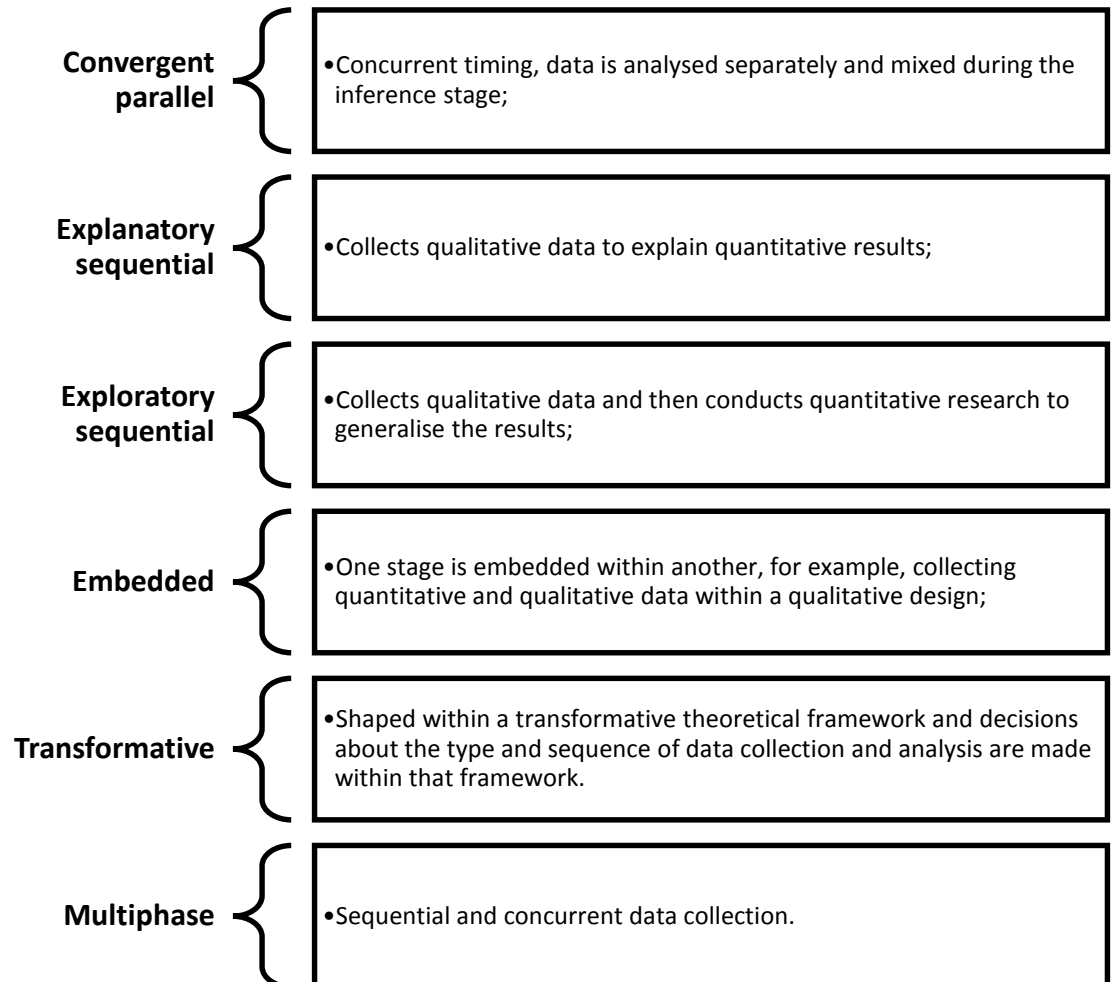 Convergent
parallel
•Concurrent timing, data is analysed separately and mixed during the
inference stage;
Explanatory
sequential
•Collects qualitative data to explain quantitative results;
Exploratory
sequential
•Collects qualitative data and then conducts quantitative research to
generalise the results;
Embedded
•One stage is embedded within another, for example, collecting
quantitative and qualitative data within a qualitative design;
Transformative
•Shaped within a transformative theoretical framework and decisions
about the type and sequence of data collection and analysis are made
within that framework.
Multiphase
•Sequential and concurrent data collection.